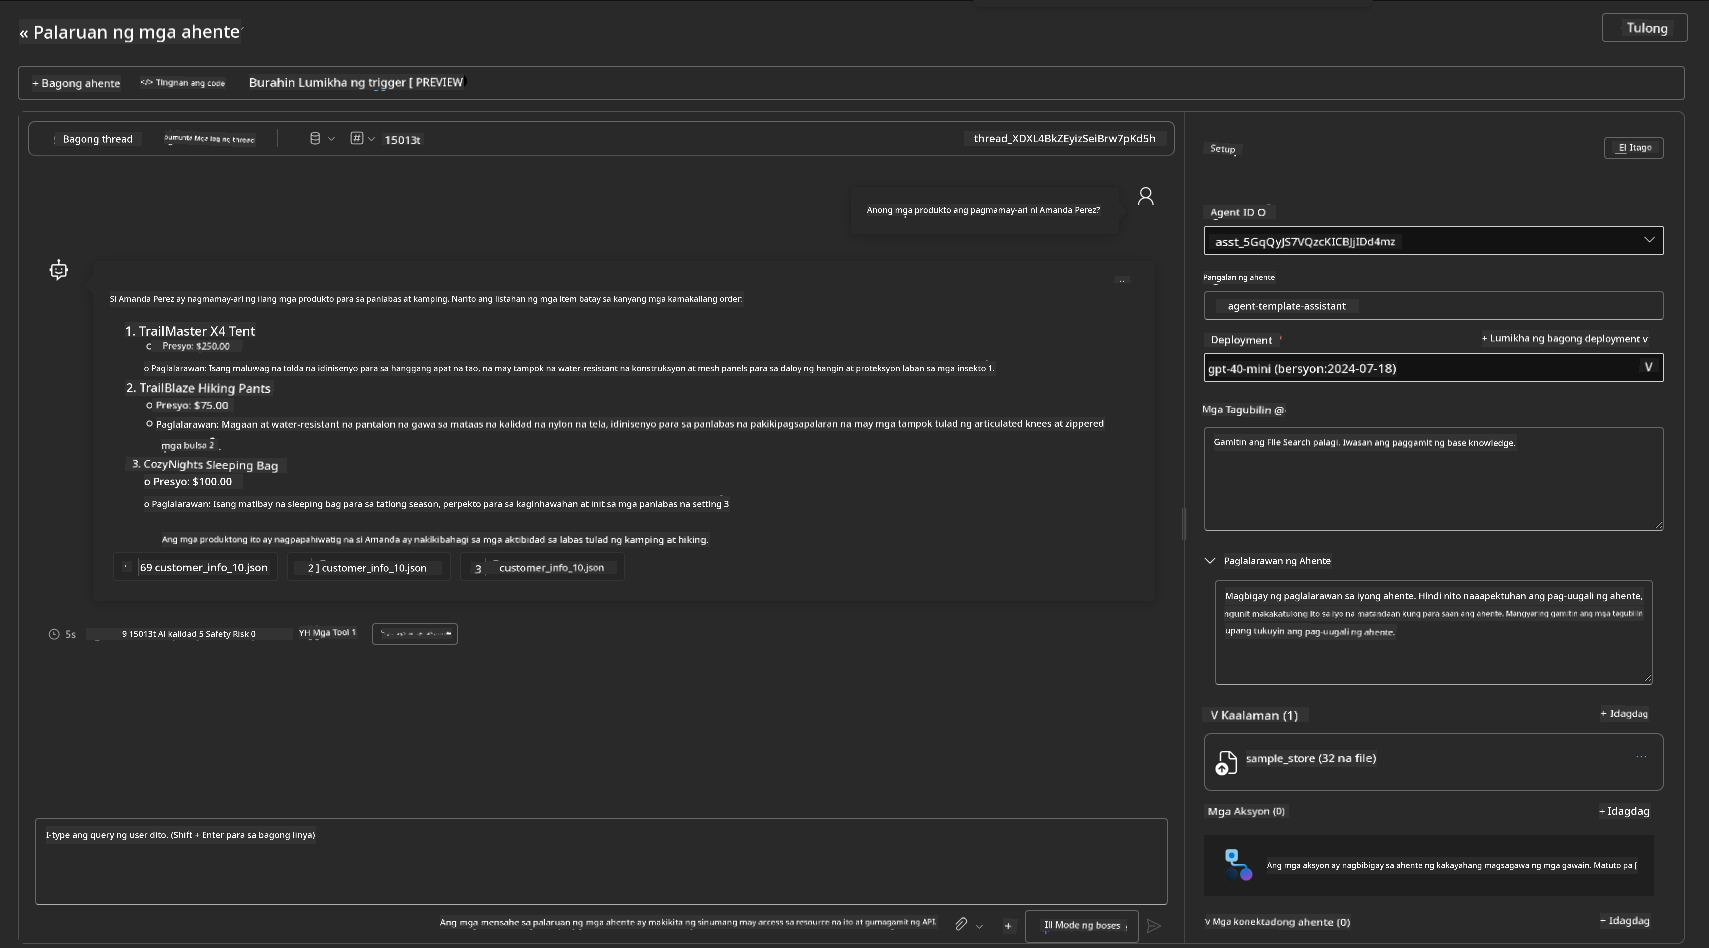 « Palaruan ng mga ahente
Tulong
+ Bagong ahente </> Tingnan ang code Burahin Lumikha ng trigger [ PREVIEW
Bagong thread pumunta Mga log ng thread 15013t thread_XDXL4BkZEyizSeiBrw7pKd5h
Anong mga produkto ang pagmamay-ari ni Amanda Perez?
Si Amanda Perez ay nagmamay-ari ng ilang mga produkto para sa panlabas at kamping. Narito ang listahan ng mga item batay sa kanyang mga kamakailang order:
1. TrailMaster X4 Tent
Presyo: $250.00
o Paglalarawan: Isang maluwag na tolda na idinisenyo para sa hanggang apat na tao, na may tampok na water-resistant na konstruksyon at mesh panels para sa daloy ng hangin at proteksyon laban sa mga insekto 1.
2. TrailBlaze Hiking Pants
o Presyo: $75.00
o Paglalarawan: Magaan at water-resistant na pantalon na gawa sa mataas na kalidad na nylon na tela, idinisenyo para sa panlabas na pakikipagsapalaran na may mga tampok tulad ng articulated knees at zippered
mga bulsa 2 .
3. CozyNights Sleeping Bag
o Presyo: $100.00
o Paglalarawan: Isang matibay na sleeping bag para sa tatlong season, perpekto para sa kaginhawahan at init sa mga panlabas na setting 3
Ang mga produktong ito ay nagpapahiwatig na si Amanda ay nakikibahagi sa mga aktibidad sa labas tulad ng kamping at hiking.
69 customer_info_10.json 2 ] customer_info_10.json 3 customer_info_10.json
5s 9 15013t AI kalidad 5 Safety Risk 0 YH Mga Tool 1
I-type ang query ng user dito. (Shift + Enter para sa bagong linya)
Ang mga mensahe sa palaruan ng mga ahente ay makikita ng sinumang may access sa resource na ito at gumagamit ng API. + Ill Mode ng boses
Setup
El Itago
Agent ID O
asst_5GqQyJS7VQzcKICBJjIDd4mz
Pangalan ng ahente
agent-template-assistant
Deployment + Lumikha ng bagong deployment v
gpt-40-mini (bersyon:2024-07-18) V
Mga Tagubilin @
Gamitin ang File Search palagi. Iwasan ang paggamit ng base knowledge.
Paglalarawan ng Ahente
Magbigay ng paglalarawan sa iyong ahente. Hindi nito naaapektuhan ang pag-uugali ng ahente,
ngunit makakatulong ito sa iyo na matandaan kung para saan ang ahente. Mangyaring gamitin ang mga tagubilin
upang tukuyin ang pag-uugali ng ahente.
V Kaalaman (1) + Idagdag
sample_store (32 na file) ...
Mga Aksyon (0) + Idagdag
Ang mga aksyon ay nagbibigay sa ahente ng kakayahang magsagawa ng mga gawain. Matuto pa [
v Mga konektadong ahente (0) - Idagdag